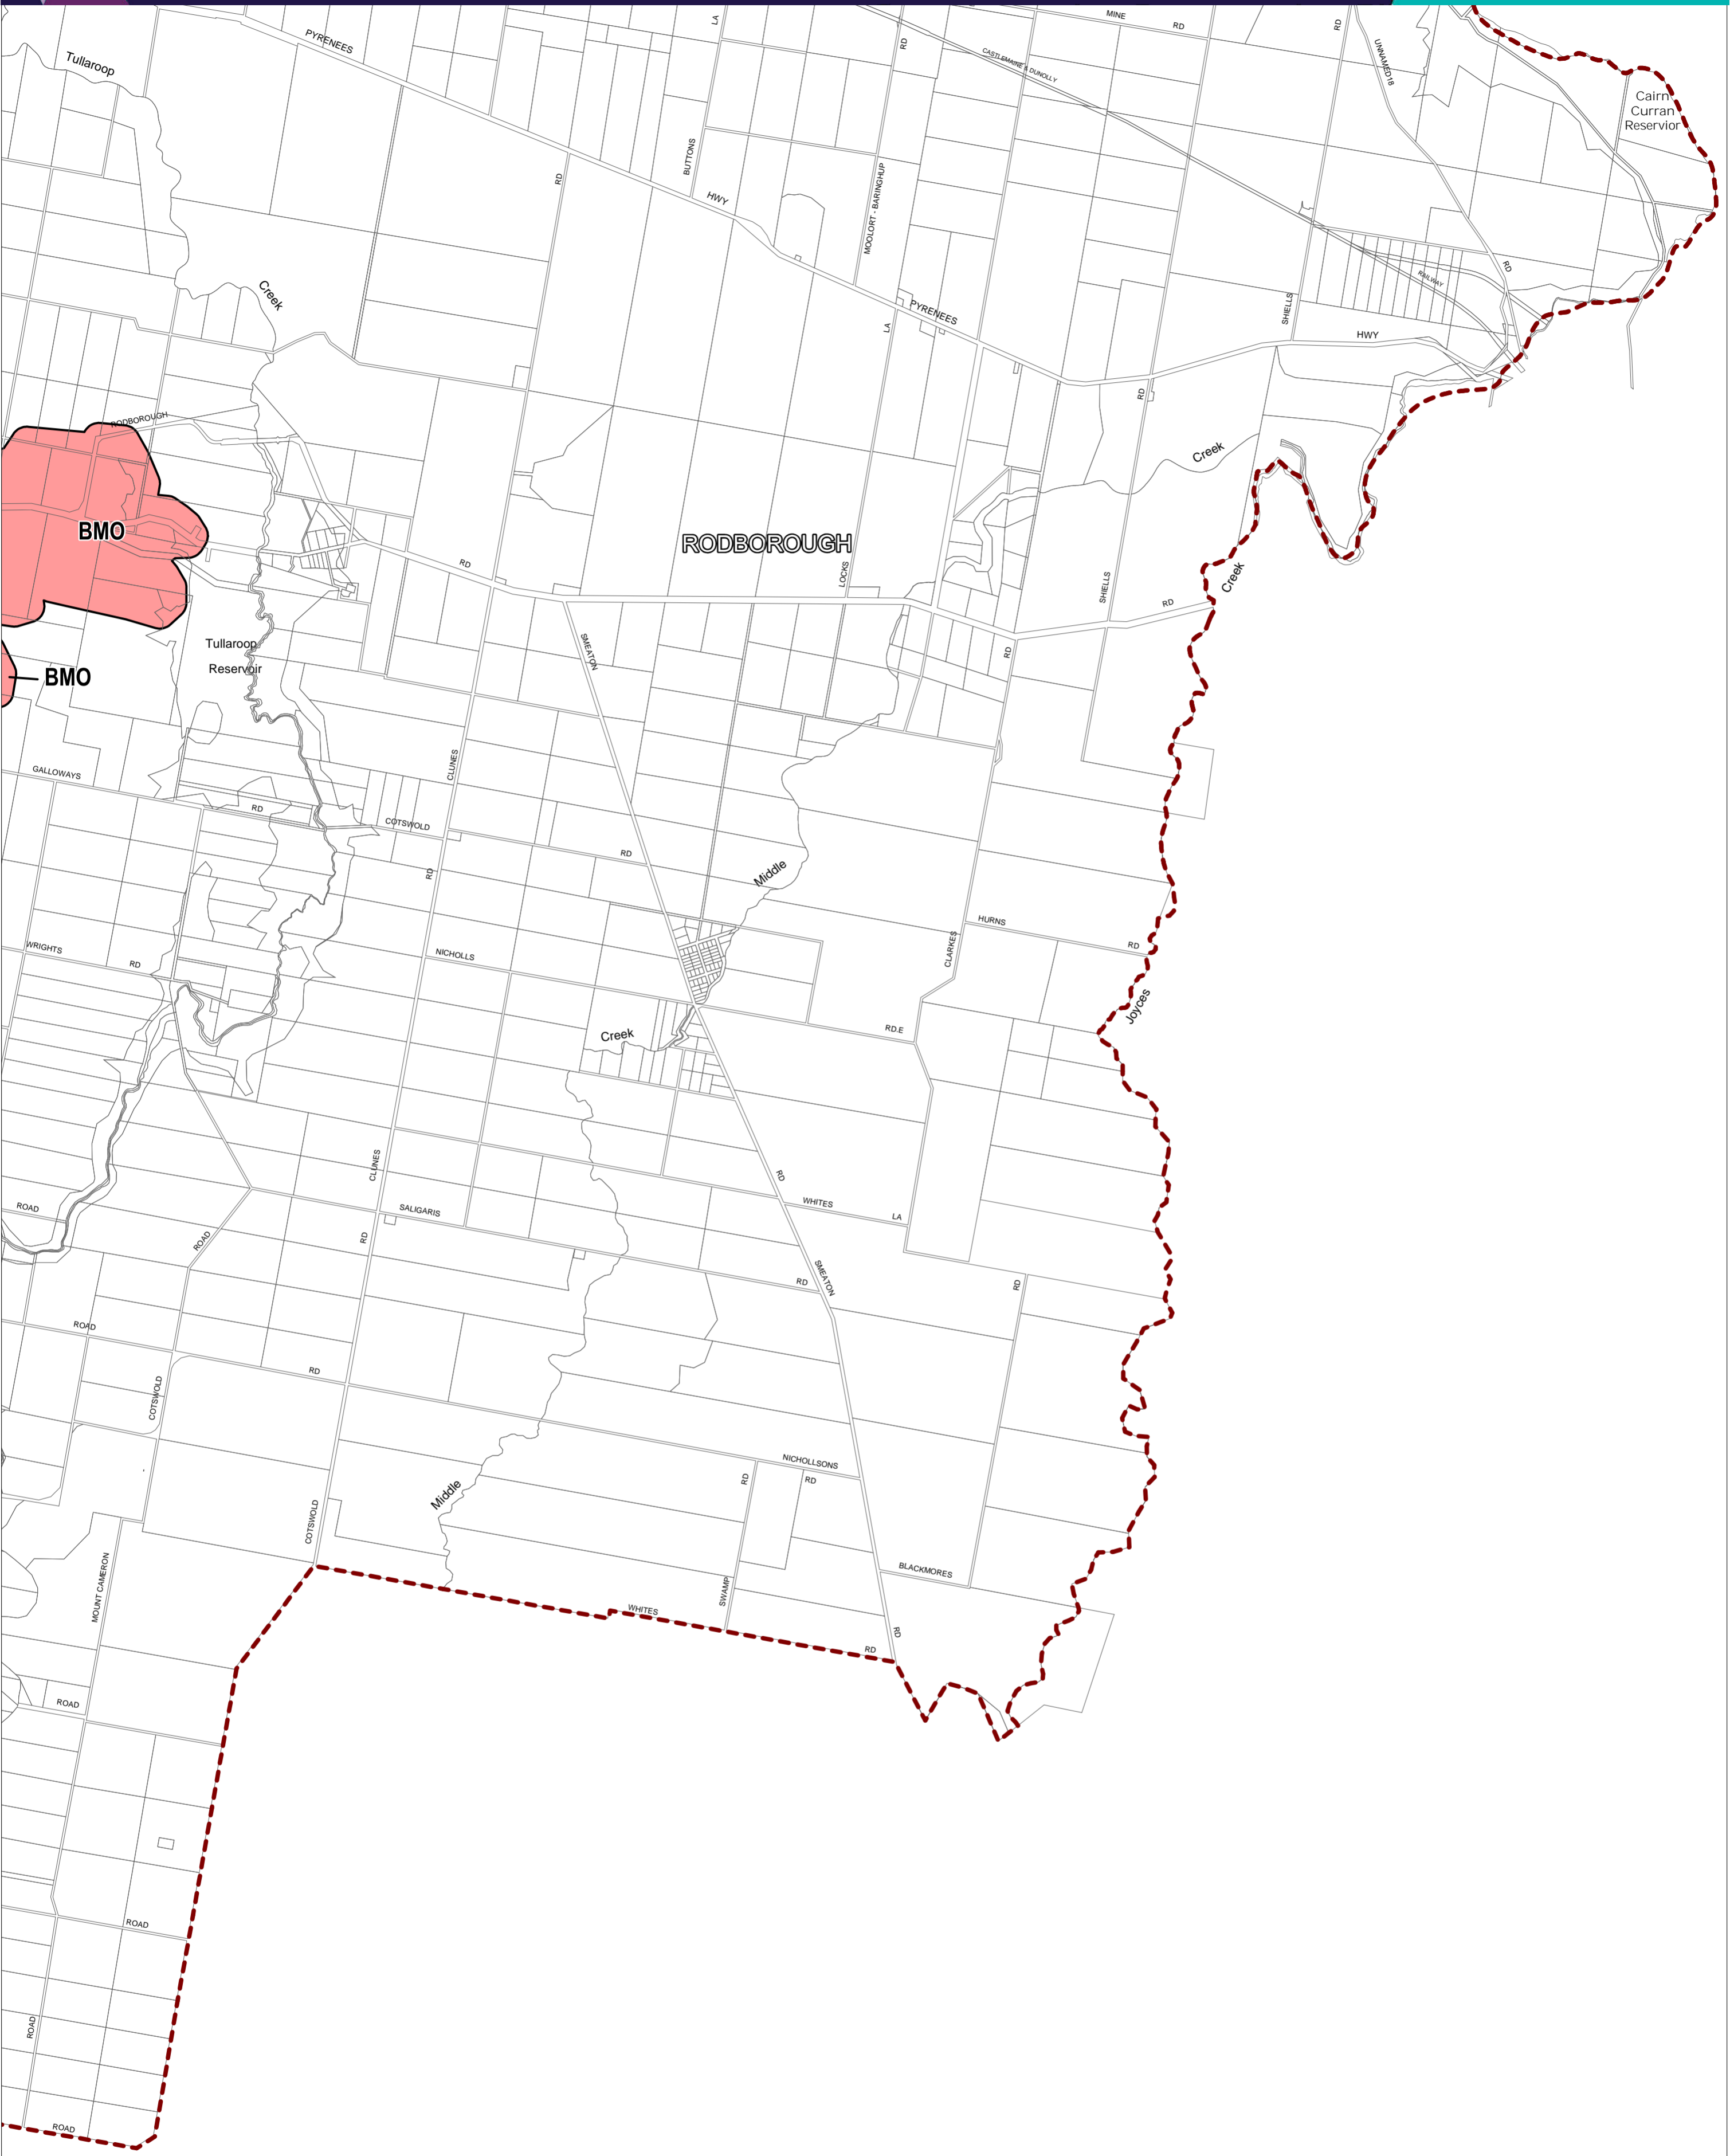 MINE
RD
LA
RD
RD
UNNAMED18
PYRENEES
Tullaroop
CASTLEMAINE & DUNOLLY
Cairn
Curran
Reservior
BUTTONS
RD
HWY
MOOLORT - BARINGHUP
RD
RAILWAY
Creek
PYRENEES
SHIELLS
LA
HWY
RD
RODBOROUGH
Creek
BMO
RODBOROUGH
RD
LOCKS
SHIELLS
Creek
RD
SMEATON
Tullaroop
Reservoir
RD
BMO
CLUNES
GALLOWAYS
RD
COTSWOLD
RD
RD
Middle
HURNS
RD
CLARKES
WRIGHTS
RD
NICHOLLS
Joyces
RD.E
Creek
CLUNES
RD
WHITES
LA
ROAD
SALIGARIS
RD
ROAD
SMEATON
RD
RD
ROAD
RD
COTSWOLD
NICHOLLSONS
RD
RD
Middle
COTSWOLD
BLACKMORES
MOUNT CAMERON
SWAMP
WHITES
RD
RD
ROAD
ROAD
ROAD
ROAD